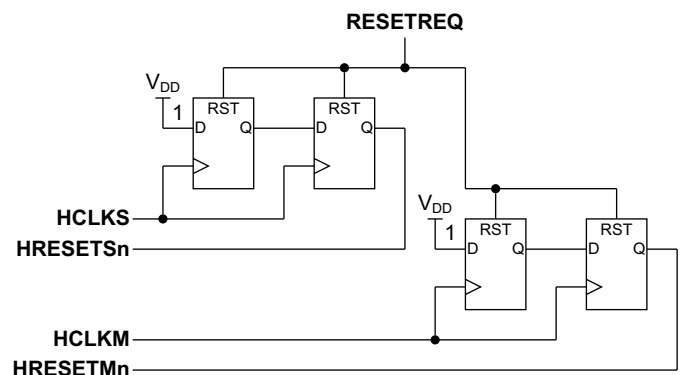 RESETREQ
VDD
1
RST
D
Q
RST
D
Q
HCLKS
HRESETSn
VDD
1
RST
D
Q
RST
D
Q
HCLKM
HRESETMn